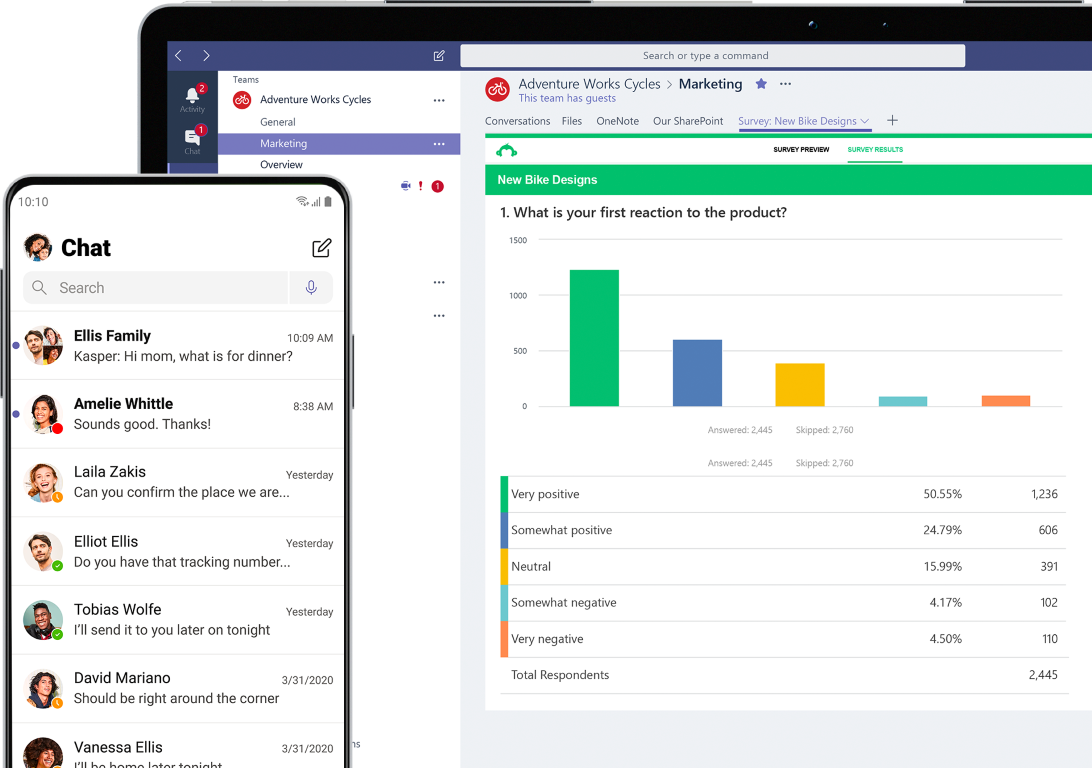 Search or type a command
Teams
2
Activity
Adventure Works Cycles
General
1
Chat
Marketing
Overview
1
Adventure Works Cycles > Marketing
This team has guests
Conversations Files OneNote Our SharePoint Survey: New Bike Designs
SURVEY PREVIEW SURVEY RESULTS
New Bike Designs
1. What is your first reaction to the product?
1500
1000
500
0
Answered: 2,445 Skipped: 2,760
Answered: 2,445 Skipped: 2,760
Very positive 50.55% 1,236
Somewhat positive 24.79% 606
Neutral 15.99% 391
Somewhat negative 4.17% 102
Very negative 4.50% 110
Total Respondents 2,445
10:10
Chat
Search
Ellis Family 10:09 AM
Kasper: Hi mom, what is for dinner?
Amelie Whittle 8:38 AM
Sounds good. Thanks!
Laila Zakis Yesterday
Can you confirm the place we are...
Elliot Ellis Yesterday
Do you have that tracking number...
Tobias Wolfe Yesterday
I'll send it to you later on tonight
David Mariano 3/31/2020
Should be right around the corner
Vanessa Ellis 3/31/2020
I'll be home later tonight